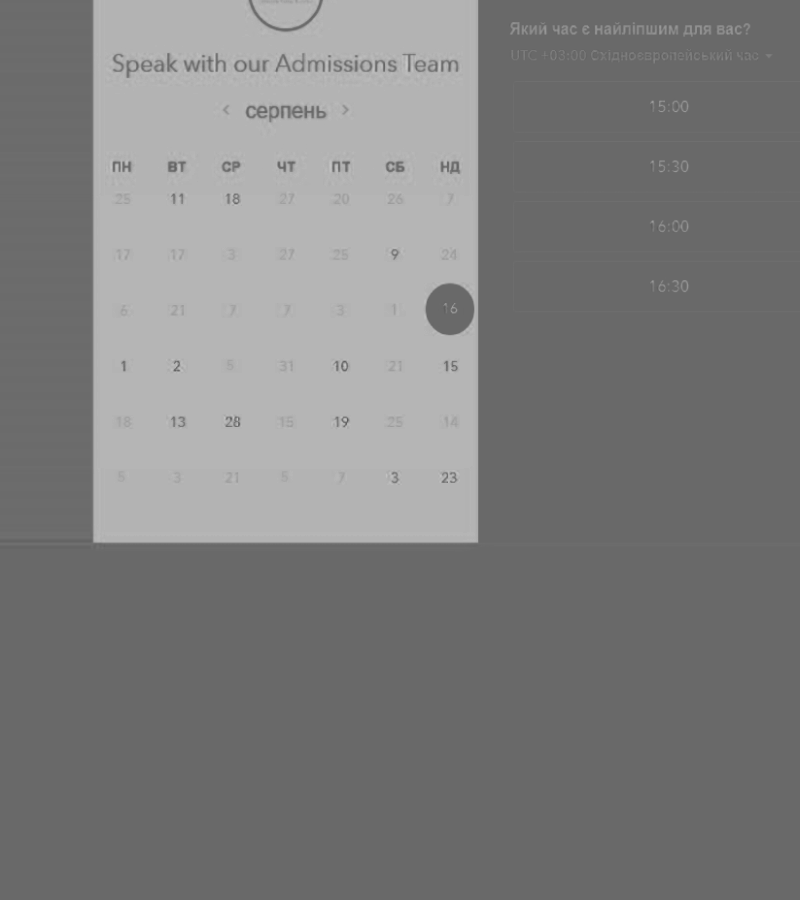 Speak with our Admissions Team
< серпень >
ПН ВТ СР ЧТ ПТ СБ НД
25 11 18 27 20 26 7
17 17 3 27 25 9 24
6 21 7 7 3 1 16
1 2 5 31 10 21 15
18 13 28 15 19 25 14
5 3 21 5 7 3 23
Який час є найліпшим для вас?
UTC +03:00 Східноєвропейський час
15:00
15:30
16:00
16:30